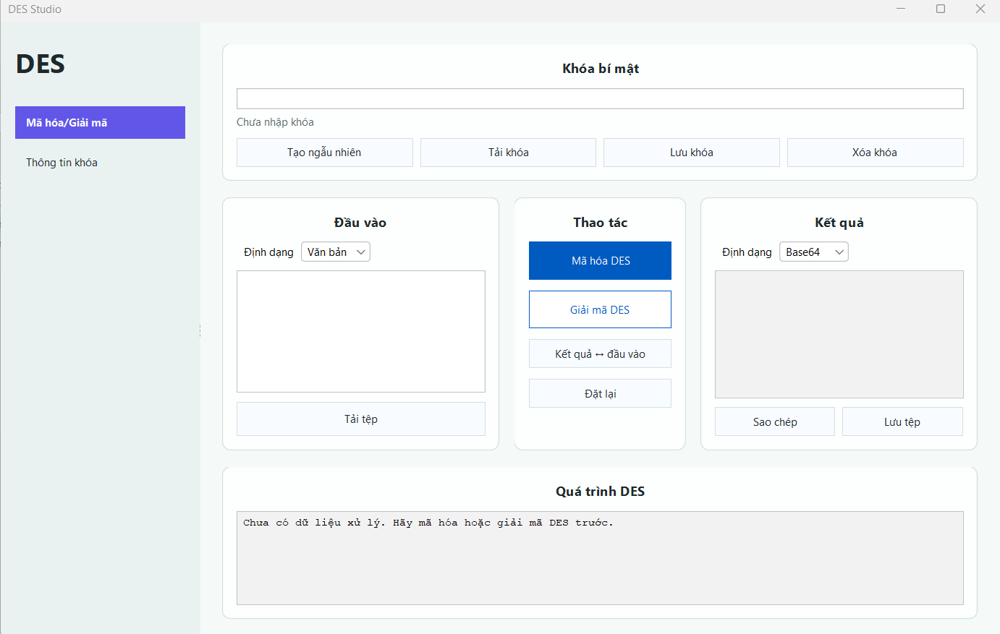 DES Studio
DES
Mã hóa/Giải mã
Thông tin khóa
Khóa bí mật
Chưa nhập khóa
Tạo ngẫu nhiên
Tải khóa
Lưu khóa
Xóa khóa
Đầu vào
Định dạng
Văn bản
Tải tệp
Thao tác
Mã hóa DES
Giải mã DES
Kết quả ↔ đầu vào
Đặt lại
Kết quả
Định dạng
Base64
Sao chép
Lưu tệp
Quá trình DES
Chưa có dữ liệu xử lý. Hãy mã hóa hoặc giải mã DES trước.